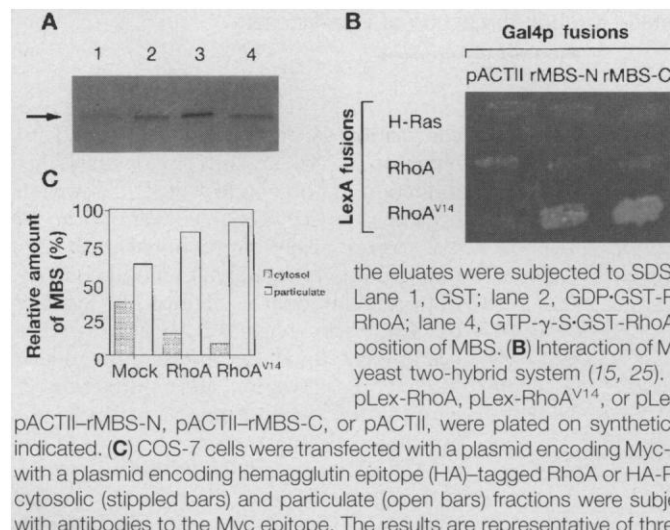 A
1 2 3 4
B
Gal4p fusions
pACTII rMBS-N rMBS-C
LexA fusions
H-Ras
RhoA
RhoAV14
C
Relative amount of MBS (%)
100
75
50
25
0
cytosol
particulate
Mock RhoA RhoAV14
the eluates were subjected to SDS
Lane 1, GST; lane 2, GDP·GST-R
RhoA; lane 4, GTP-γ-S·GST-RhoA
position of MBS. (B) Interaction of M
yeast two-hybrid system (15, 25).
pLex-RhoA, pLex-RhoAV14, or pLe
pACTII–rMBS-N, pACTII–rMBS-C, or pACTII, were plated on synthetic
indicated. (C) COS-7 cells were transfected with a plasmid encoding Myc-
with a plasmid encoding hemagglutin epitope (HA)–tagged RhoA or HA-R
cytosolic (stippled bars) and particulate (open bars) fractions were subje
with antibodies to the Myc epitope. The results are representative of thr